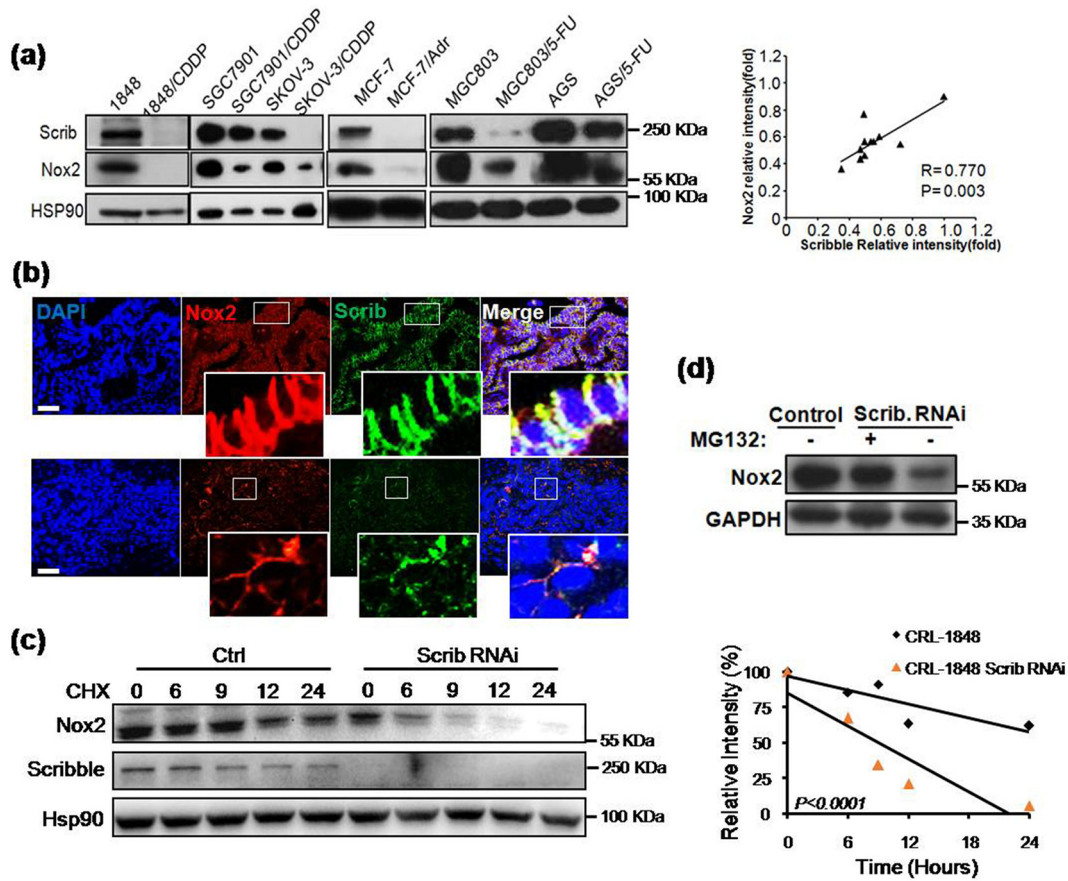 (a)
1848
1848/CDDP
SGC7901
SGC7901/CDDP
SKOV-3
SKOV-3/CDDP
MCF-7
MCF-7/Adr
MGC803
MGC803/5-FU
AGS
AGS/5-FU
Scrib
250 KDa
Nox2
55 KDa
HSP90
100 KDa
Nox2 relative intensity(fold)
1.2
1
0.8
0.6
0.4
0.2
0
R= 0.770
P= 0.003
0 0.2 0.4 0.6 0.8 1.0 1.2
Scribble Relative intensity(fold)
(b)
DAPI Nox2 Scrib Merge
(d)
Control Scrib. RNAi
MG132: - + -
Nox2
55 KDa
GAPDH
35 KDa
(c)
Ctrl Scrib RNAi
CHX 0 6 9 12 24 0 6 9 12 24
Nox2
55 KDa
Scribble
250 KDa
Hsp90
100 KDa
CRL-1848
CRL-1848 Scrib RNAi
Relative Intensity (%)
100
75
50
25
0
P<0.0001
0 6 12 18 24
Time (Hours)